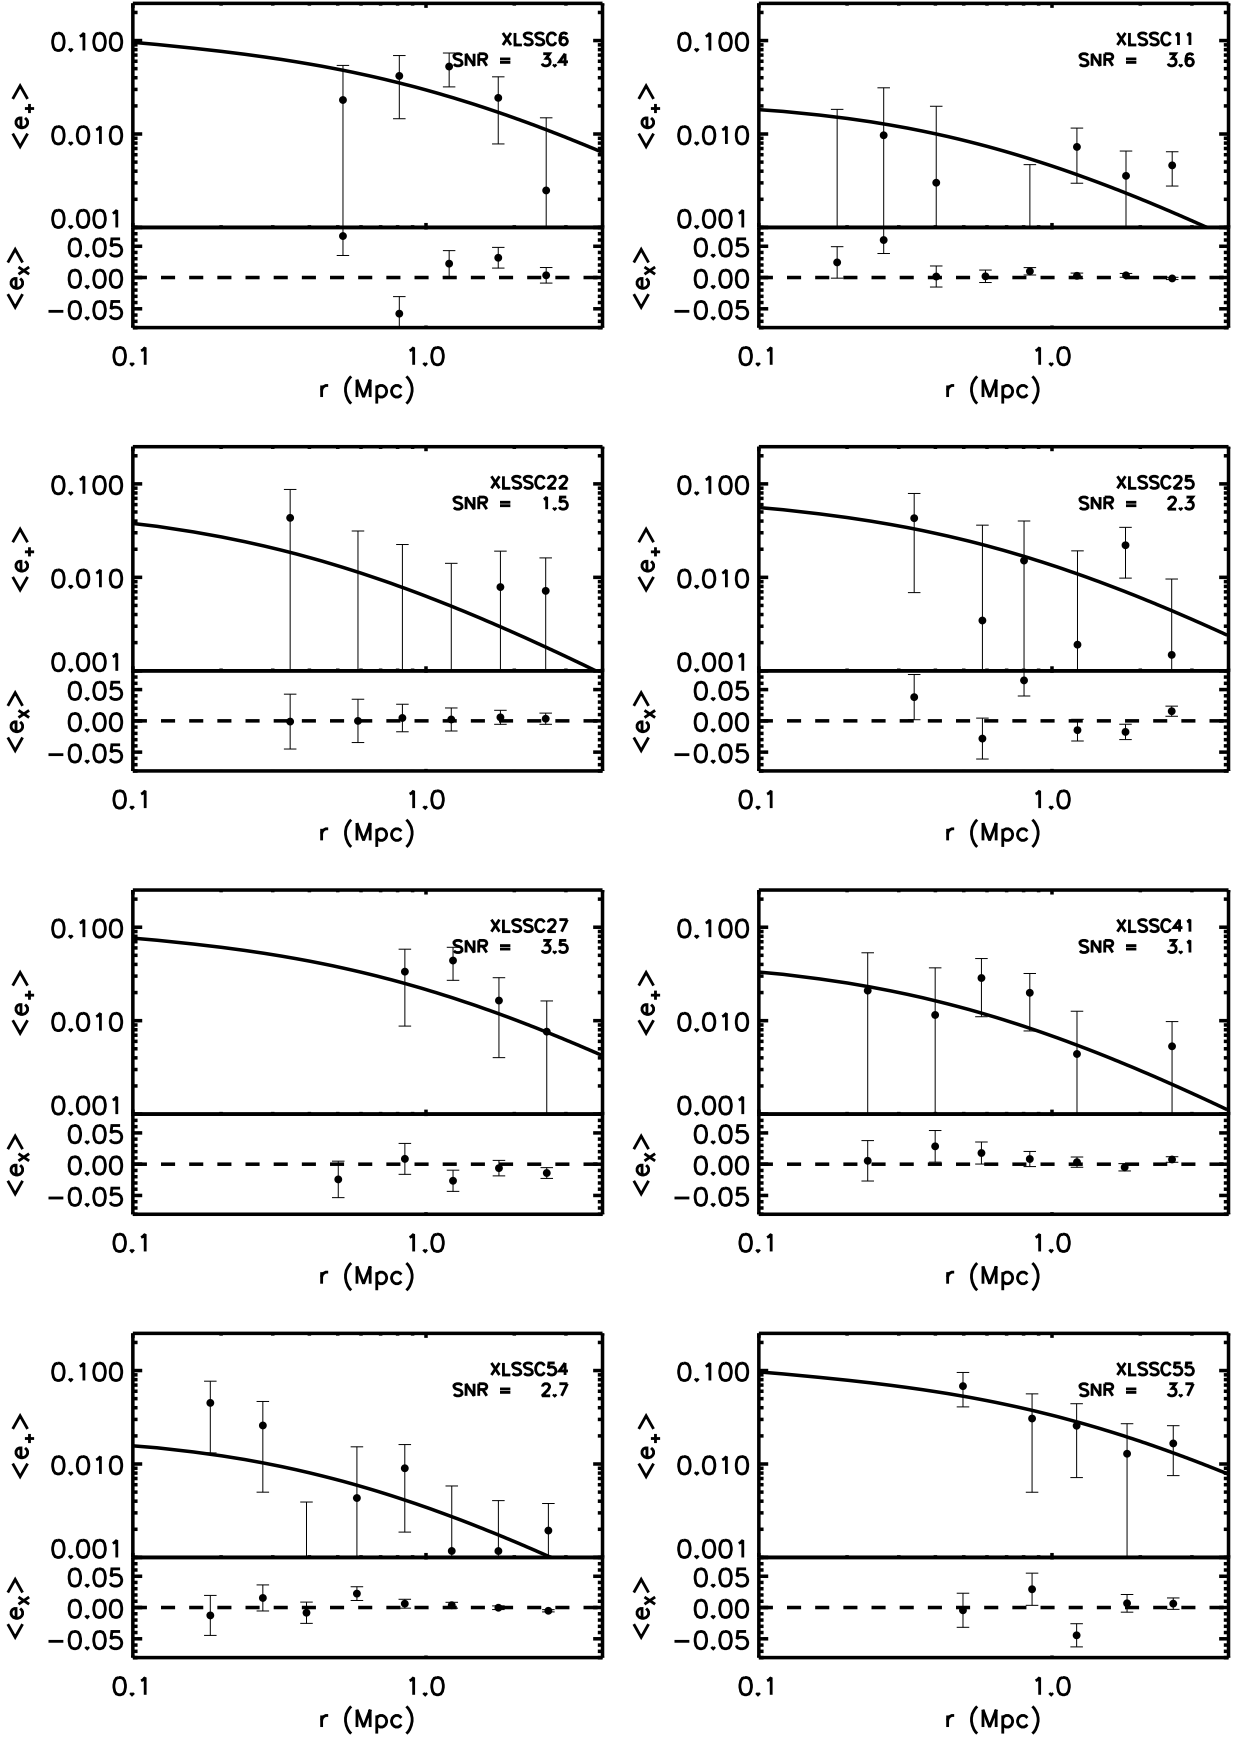 XLSSC6
SNR = 3.4
0.100
0.010
0.001
<e+>
0.05
0.00
−0.05
<ex>
0.1 1.0
r (Mpc)
XLSSC11
SNR = 3.6
0.100
0.010
0.001
<e+>
0.05
0.00
−0.05
<ex>
0.1 1.0
r (Mpc)
XLSSC22
SNR = 1.5
0.100
0.010
0.001
<e+>
0.05
0.00
−0.05
<ex>
0.1 1.0
r (Mpc)
XLSSC25
SNR = 2.3
0.100
0.010
0.001
<e+>
0.05
0.00
−0.05
<ex>
0.1 1.0
r (Mpc)
XLSSC27
SNR = 3.5
0.100
0.010
0.001
<e+>
0.05
0.00
−0.05
<ex>
0.1 1.0
r (Mpc)
XLSSC41
SNR = 3.1
0.100
0.010
0.001
<e+>
0.05
0.00
−0.05
<ex>
0.1 1.0
r (Mpc)
XLSSC54
SNR = 2.7
0.100
0.010
0.001
<e+>
0.05
0.00
−0.05
<ex>
0.1 1.0
r (Mpc)
XLSSC55
SNR = 3.7
0.100
0.010
0.001
<e+>
0.05
0.00
−0.05
<ex>
0.1 1.0
r (Mpc)